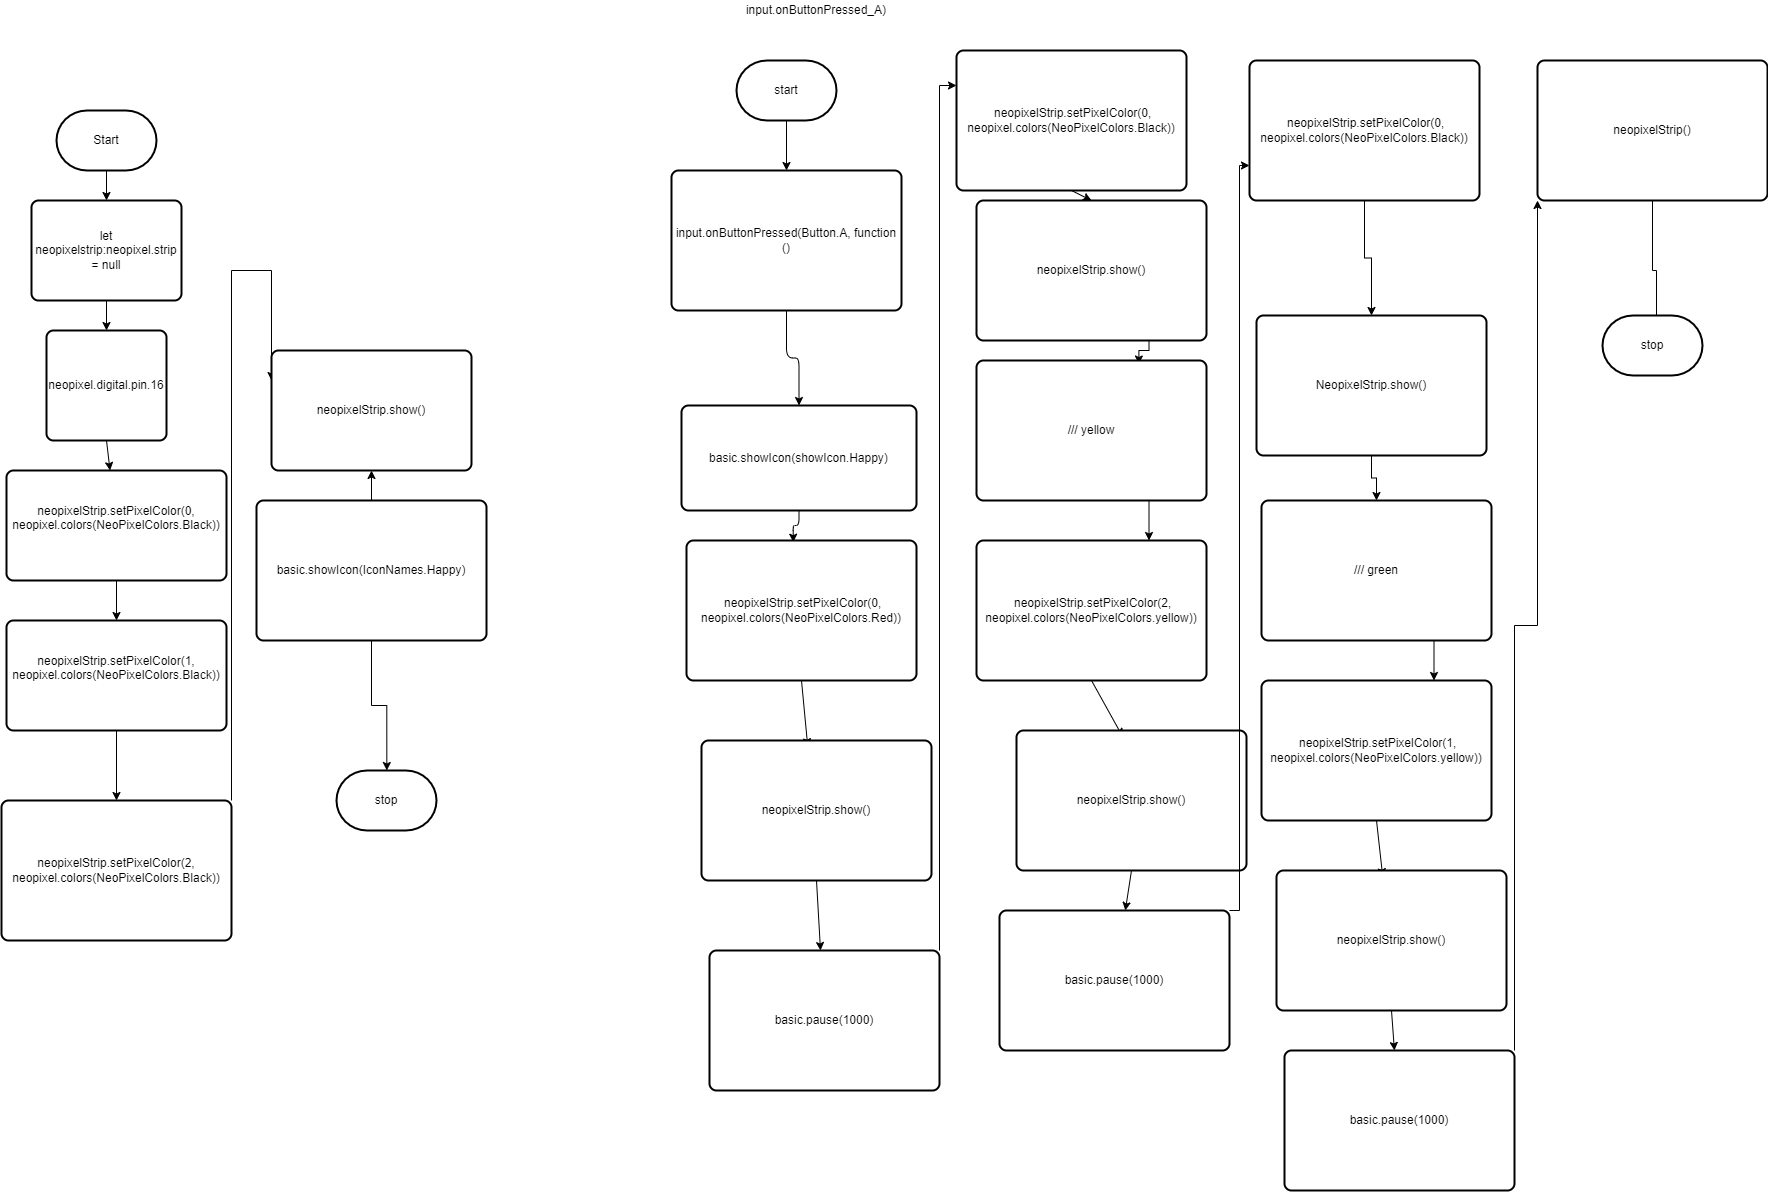 input.onButtonPressed_A)
Start
let
neopixelstrip:neopixel.strip
= null
neopixel.digital.pin.16
neopixelStrip.setPixelColor(0,
neopixel.colors(NeoPixelColors.Black))
neopixelStrip.setPixelColor(1,
neopixel.colors(NeoPixelColors.Black))
neopixelStrip.setPixelColor(2,
neopixel.colors(NeoPixelColors.Black))
neopixelStrip.show()
basic.showIcon(IconNames.Happy)
stop
start
input.onButtonPressed(Button.A, function
()
basic.showIcon(showIcon.Happy)
neopixelStrip.setPixelColor(0,
neopixel.colors(NeoPixelColors.Red))
neopixelStrip.show()
basic.pause(1000)
neopixelStrip.setPixelColor(0,
neopixel.colors(NeoPixelColors.Black))
neopixelStrip.show()
/// yellow
neopixelStrip.setPixelColor(2,
neopixel.colors(NeoPixelColors.yellow))
neopixelStrip.show()
basic.pause(1000)
neopixelStrip.setPixelColor(0,
neopixel.colors(NeoPixelColors.Black))
NeopixelStrip.show()
/// green
neopixelStrip.setPixelColor(1,
neopixel.colors(NeoPixelColors.yellow))
neopixelStrip.show()
basic.pause(1000)
neopixelStrip()
stop